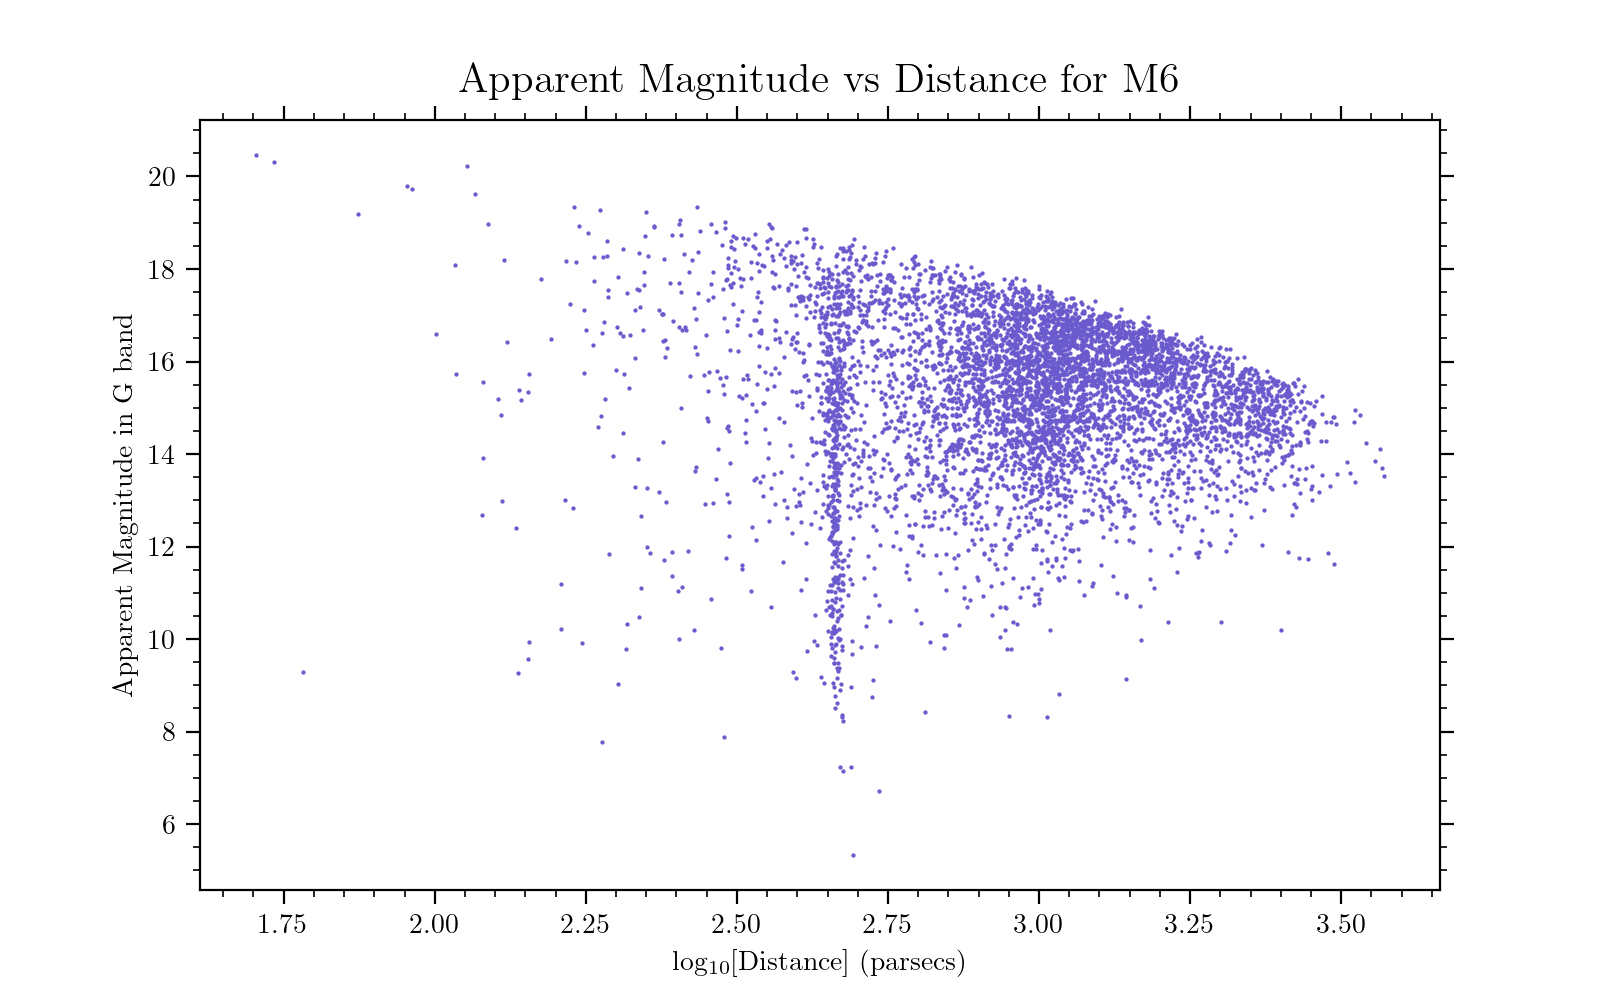 Apparent Magnitude vs Distance for M6
20
18
16
14
12
10
8
6
Apparent Magnitude in G band
1.75 2.00 2.25 2.50 2.75 3.00 3.25 3.50
log₁₀[Distance] (parsecs)